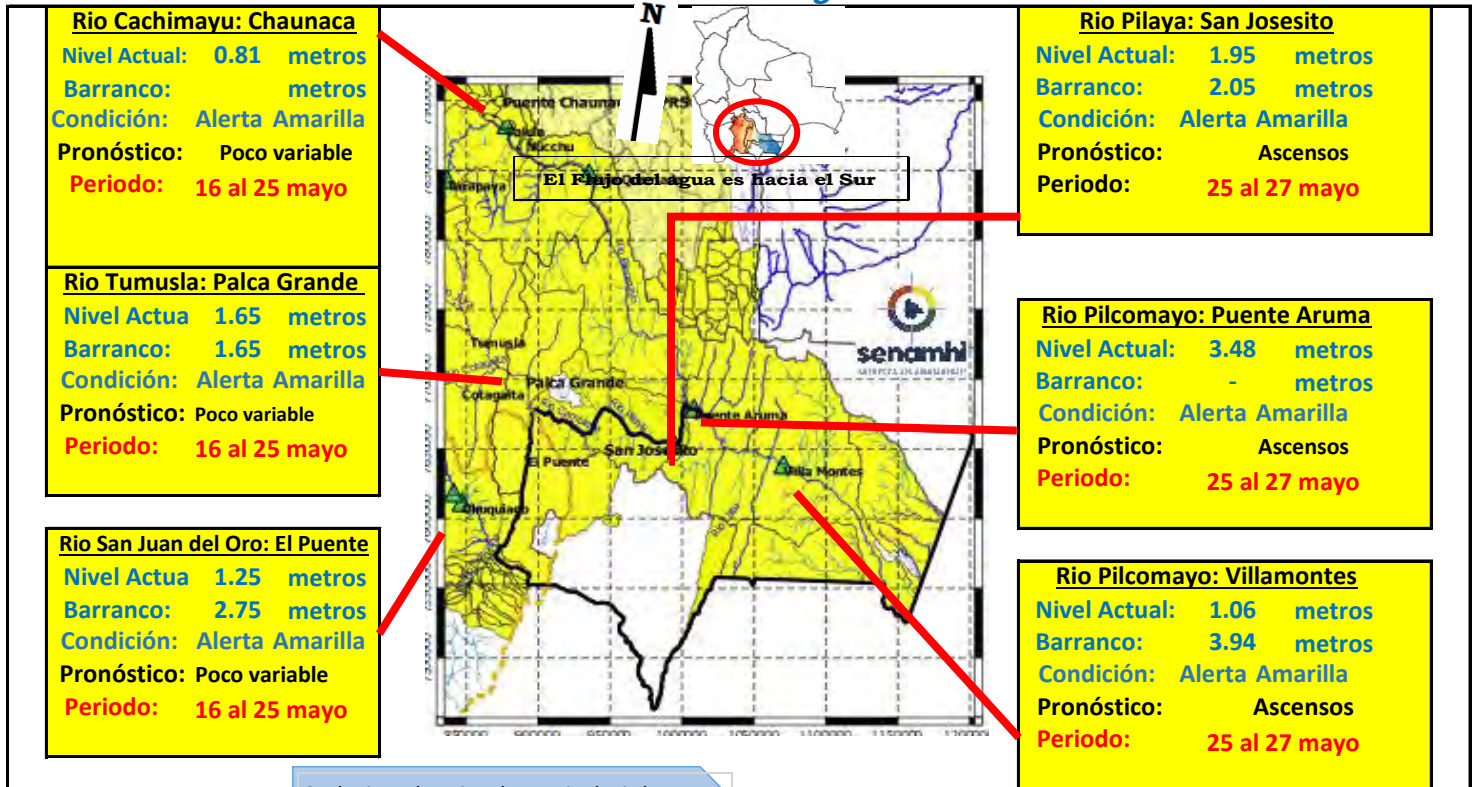 Rio Cachimayu: Chaunaca
Nivel Actual: 0.81 metros
Barranco: metros
Condición: Alerta Amarilla
Pronóstico: Poco variable
Periodo: 16 al 25 mayo
Rio Tumusla: Palca Grande
Nivel Actua 1.65 metros
Barranco: 1.65 metros
Condición: Alerta Amarilla
Pronóstico: Poco variable
Periodo: 16 al 25 mayo
Rio San Juan del Oro: El Puente
Nivel Actua 1.25 metros
Barranco: 2.75 metros
Condición: Alerta Amarilla
Pronóstico: Poco variable
Periodo: 16 al 25 mayo
N
Puente Chauna
Nucchu
Tarapaya
El Flujo del agua es hacia el Sur
senamhi
Tumusla
Palca Grande
Cotagaita
Puente Aruma
San Josesito
El Puente
Villa Montes
Chuquiago
900000
Rio Pilaya: San Josesito
Nivel Actual: 1.95 metros
Barranco: 2.05 metros
Condición: Alerta Amarilla
Pronóstico: Ascensos
Periodo: 25 al 27 mayo
Rio Pilcomayo: Puente Aruma
Nivel Actual: 3.48 metros
Barranco: - metros
Condición: Alerta Amarilla
Pronóstico: Ascensos
Periodo: 25 al 27 mayo
Rio Pilcomayo: Villamontes
Nivel Actual: 1.06 metros
Barranco: 3.94 metros
Condición: Alerta Amarilla
Pronóstico: Ascensos
Periodo: 25 al 27 mayo